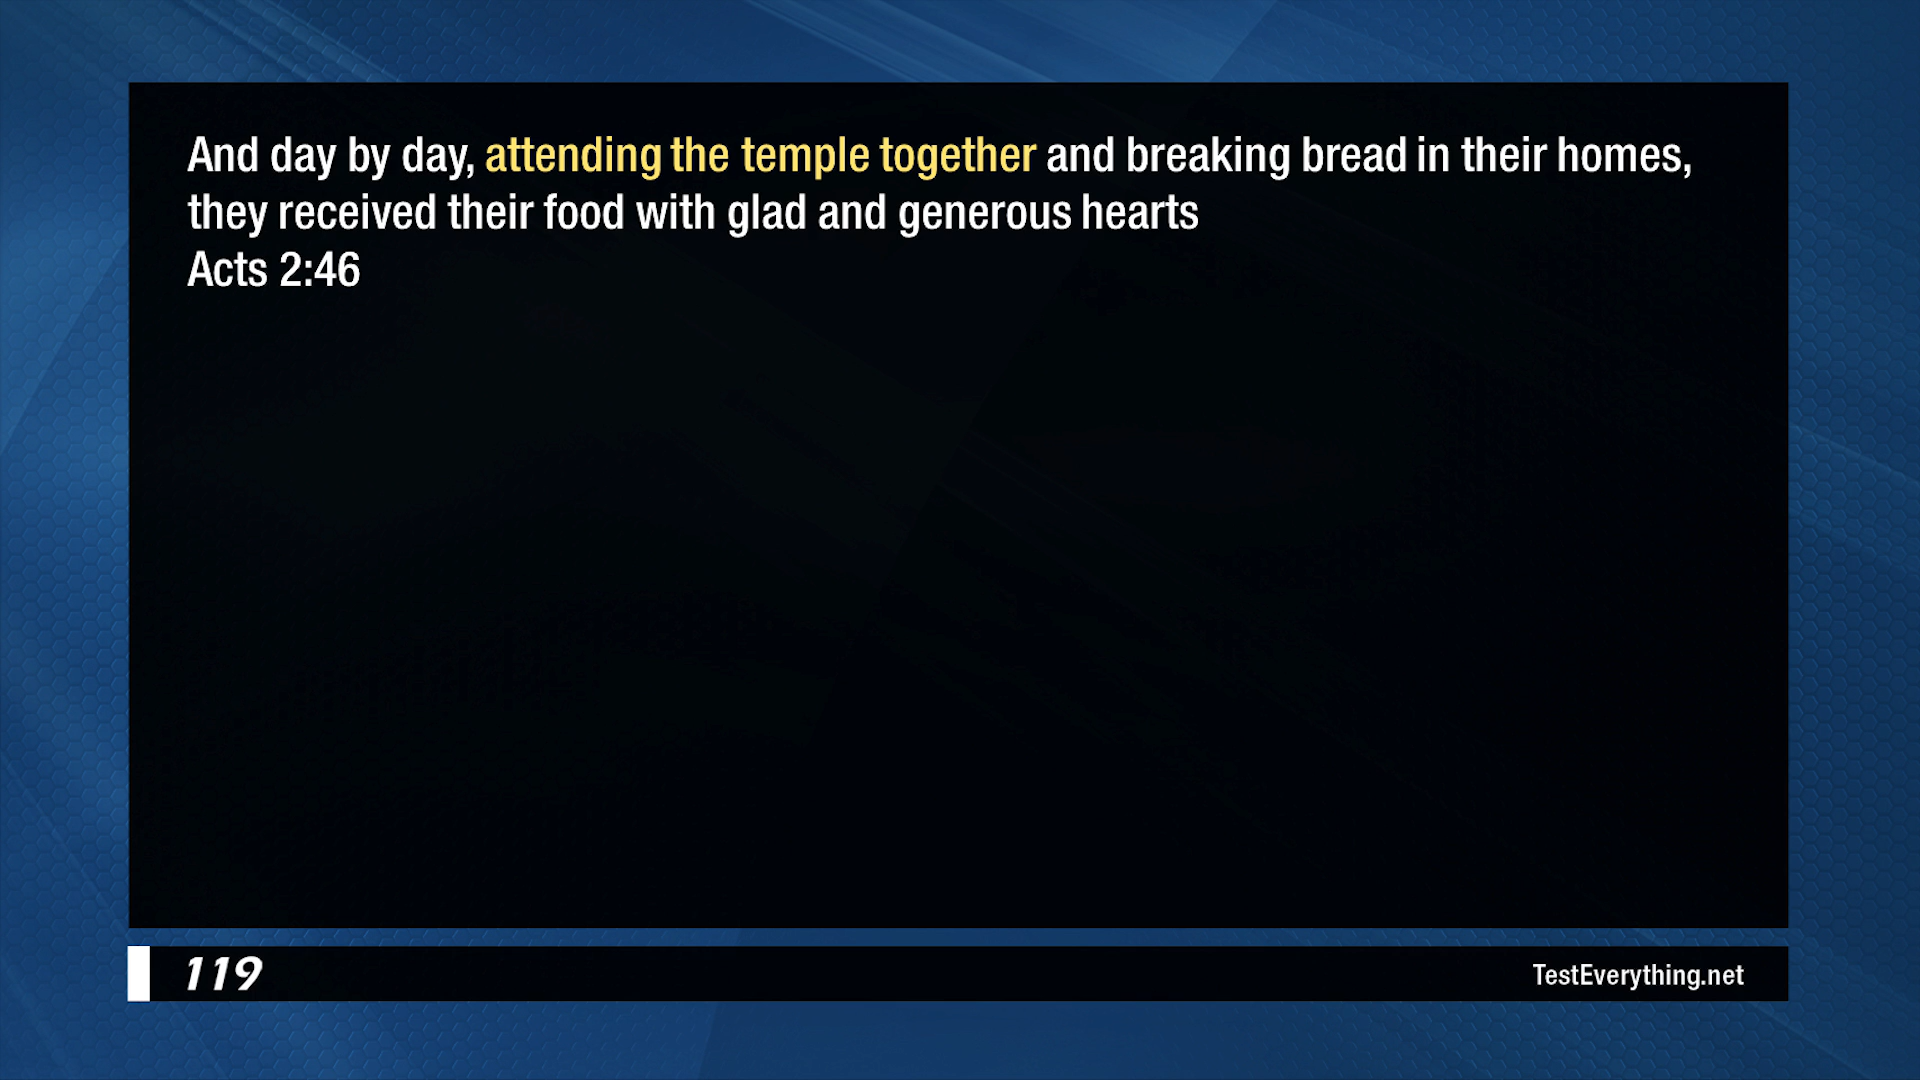 And day by day, attending the temple together and breaking bread in their homes,
they received their food with glad and generous hearts
Acts 2:46
119
TestEverything.net